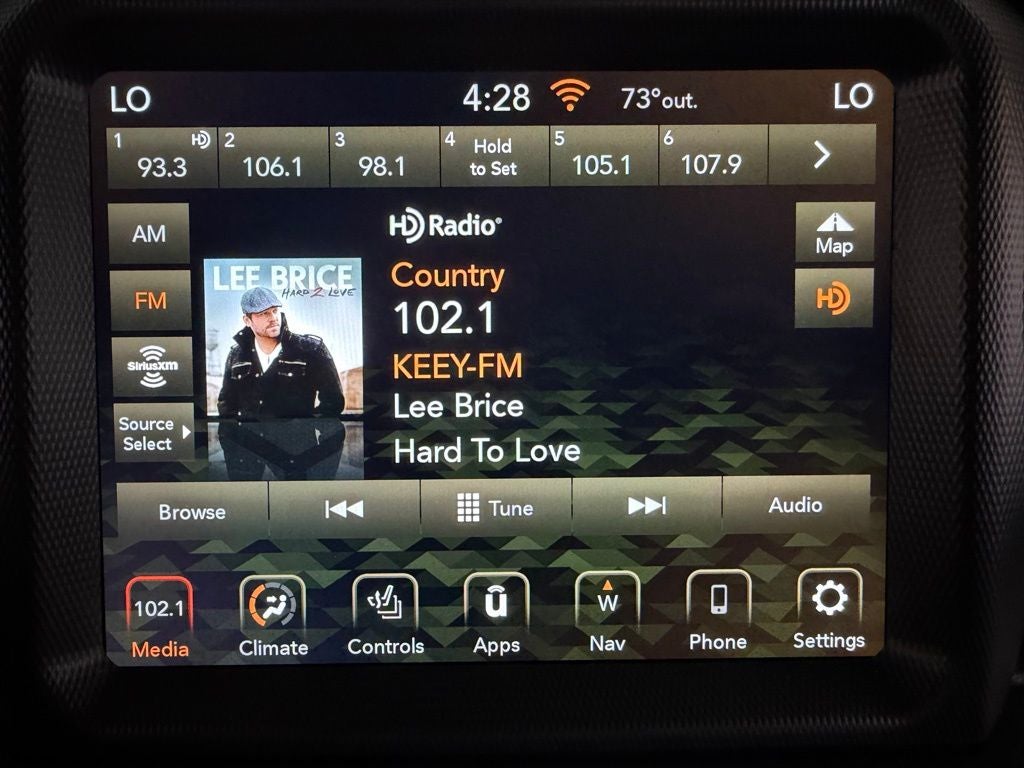 LO 4:28 73°out. LO
1 HD 93.3
2 106.1
3 98.1
4 Hold
to Set
5 105.1
6 107.9
AM
FM
SiriusXM
Source
Select
LEE BRICE
HARD 2 LOVE
HD Radio®
Country
102.1
KEEY-FM
Lee Brice
Hard To Love
Map
HD
Browse
Tune
Audio
102.1
Media
Climate
Controls
ū
Apps
W
Nav
Phone
Settings